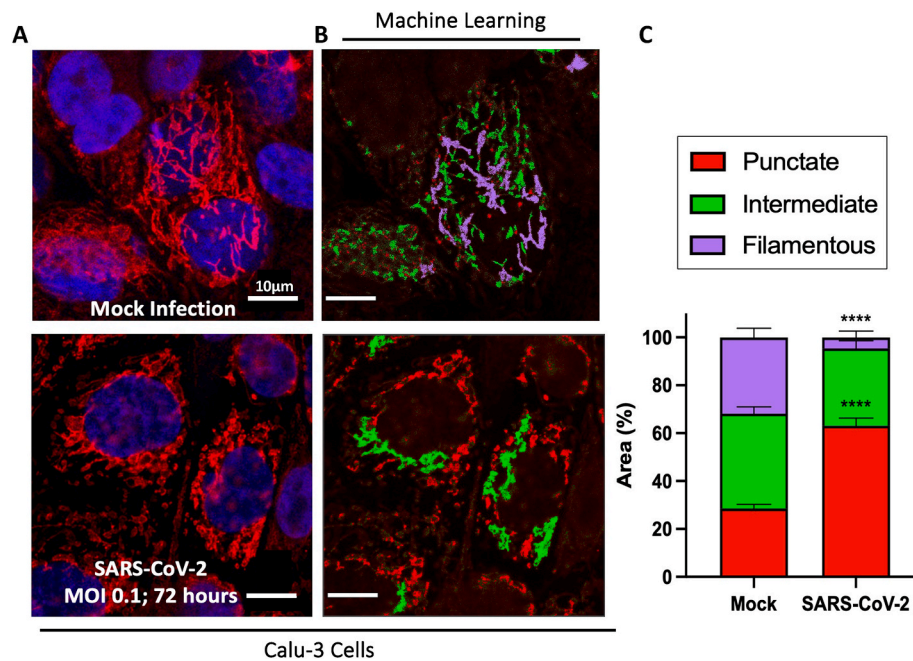 Machine Learning
A
B
C
10µm
Mock Infection
Punctate
Intermediate
Filamentous
SARS-CoV-2
MOI 0.1; 72 hours
Calu-3 Cells
Area (%)
100
80
60
40
20
0
****
****
Mock
SARS-CoV-2